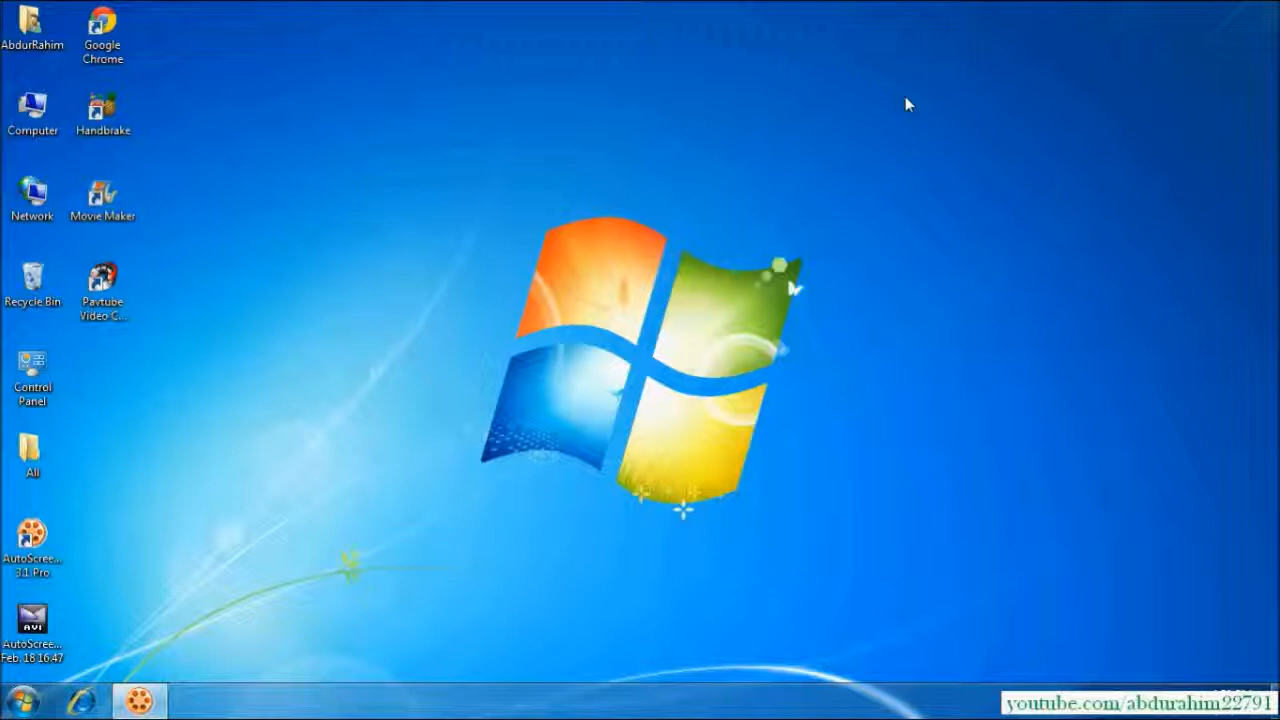 AbdurRahim
Google
Chrome
Computer
Handbrake
Network
Movie Maker
Recycle Bin
Pavtube
Video C...
Control
Panel
All
AutoScree...
3.1 Pro
AVI
AutoScree...
Feb. 18 16.47
youtube.com/abdurahim22791